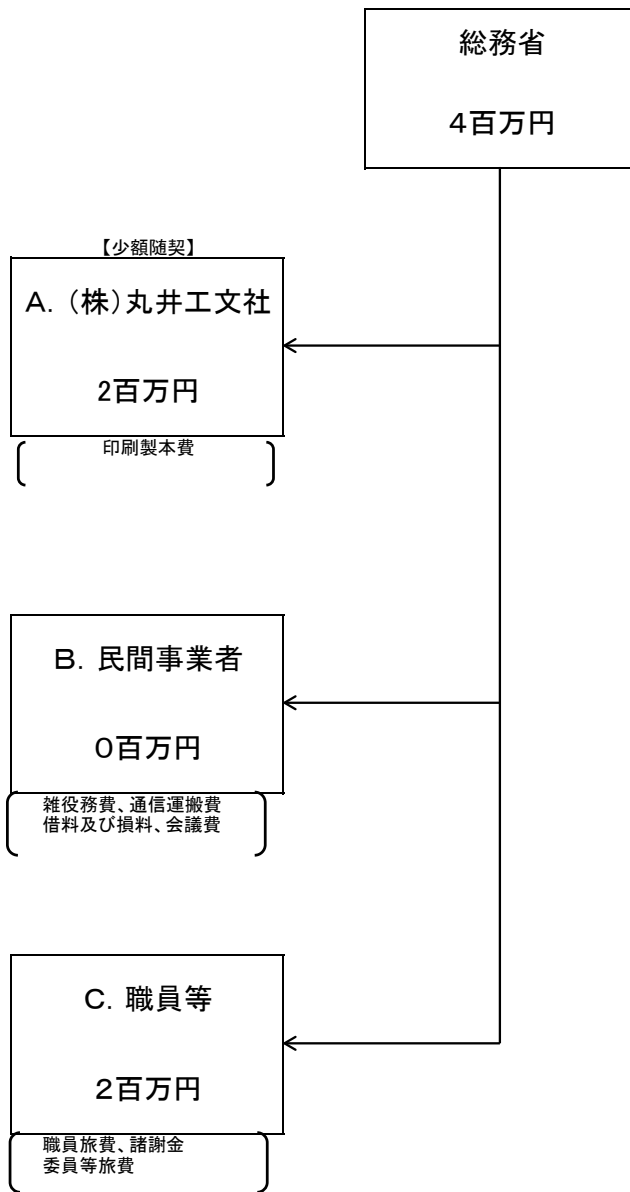 総務省
4百万円
【少額随契】
A．（株）丸井工文社
2百万円
印刷製本費
B．民間事業者
0百万円
雑役務費、通信運搬費
借料及び損料、会議費
C．職員等
2百万円
職員旅費、諸謝金
委員等旅費